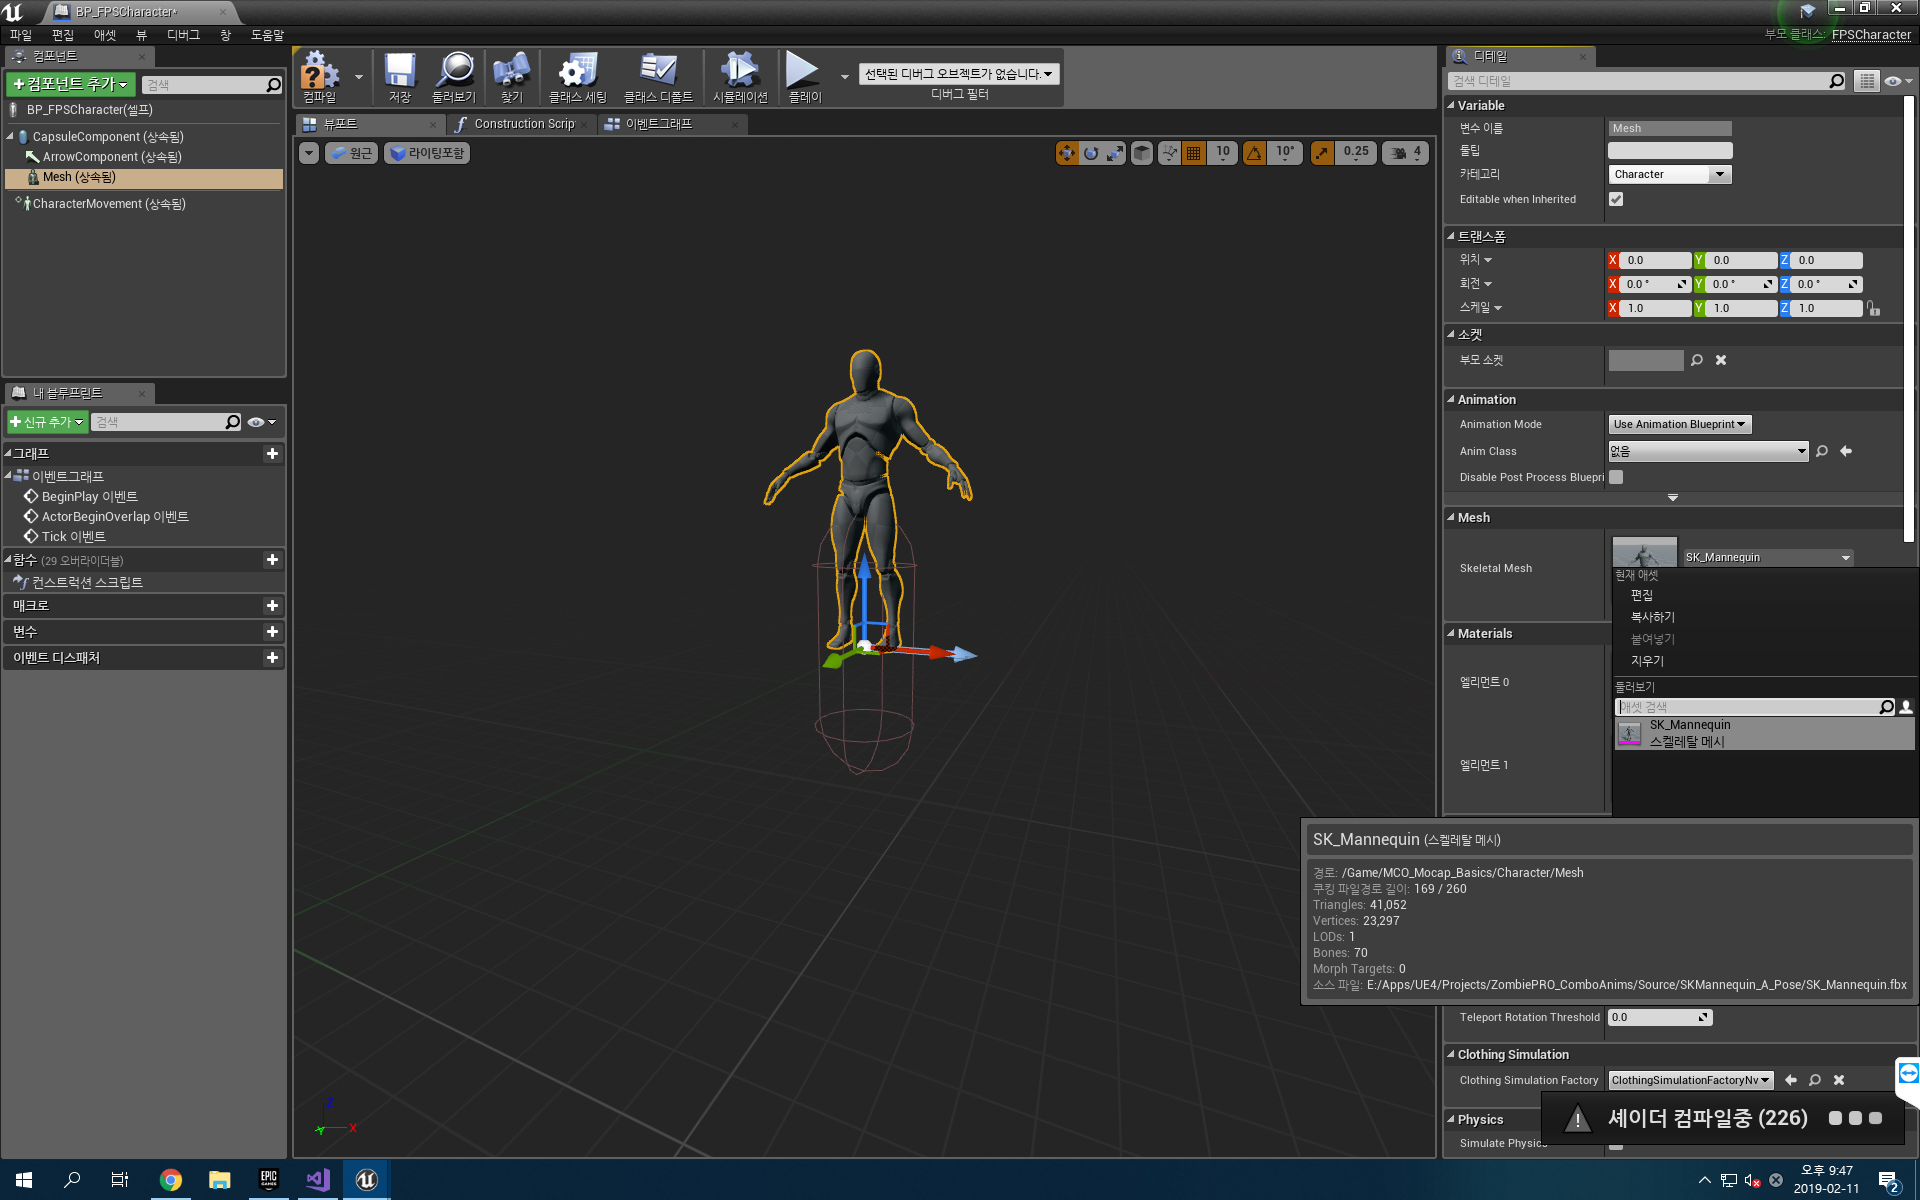 BP_FPSCharacter*
파일 편집 애셋 뷰 디버그 창 도움말
부모 클래스: FPSCharacter
컴포넌트
+컴포넌트 추가
검색
BP_FPSCharacter(셀프)
CapsuleComponent (상속됨)
ArrowComponent (상속됨)
Mesh (상속됨)
CharacterMovement (상속됨)
내 블루프린트
+신규 추가
검색
그래프
이벤트그래프
BeginPlay 이벤트
ActorBeginOverlap 이벤트
Tick 이벤트
함수 (29 오버라이더블)
컨스트럭션 스크립트
매크로
변수
이벤트 디스패처
컴파일
저장
둘러보기
찾기
클래스 세팅
클래스 디폴트
시뮬레이션
플레이
선택된 디버그 오브젝트가 없습니다.
디버그 필터
뷰포트
Construction Scrip
이벤트그래프
원근
라이팅포함
10
10°
0.25
4
Z
X
Y
디테일
검색 디테일
Variable
변수 이름
Mesh
툴팁
카테고리
Character
Editable when Inherited
트랜스폼
위치
X 0.0 Y 0.0 Z 0.0
회전
X 0.0 ° Y 0.0 ° Z 0.0 °
스케일
X 1.0 Y 1.0 Z 1.0
소켓
부모 소켓
Animation
Animation Mode
Use Animation Blueprint
Anim Class
없음
Disable Post Process Bluepri
Mesh
Skeletal Mesh
SK_Mannequin
현재 애셋
편집
복사하기
붙여넣기
지우기
둘러보기
애셋 검색
SK_Mannequin
스켈레탈 메시
Materials
엘리먼트 0
엘리먼트 1
SK_Mannequin (스켈레탈 메시)
경로: /Game/MCO_Mocap_Basics/Character/Mesh
쿠킹 파일경로 길이: 169 / 260
Triangles: 41,052
Vertices: 23,297
LODs: 1
Bones: 70
Morph Targets: 0
소스 파일: E:/Apps/UE4/Projects/ZombiePRO_ComboAnims/Source/SKMannequin_A_Pose/SK_Mannequin.fbx
Teleport Rotation Threshold
0.0
Clothing Simulation
Clothing Simulation Factory
ClothingSimulationFactoryNv
Physics
Simulate Physics
셰이더 컴파일중 (226)
EPIC
GAMES
오후 9:47
2019-02-11
2